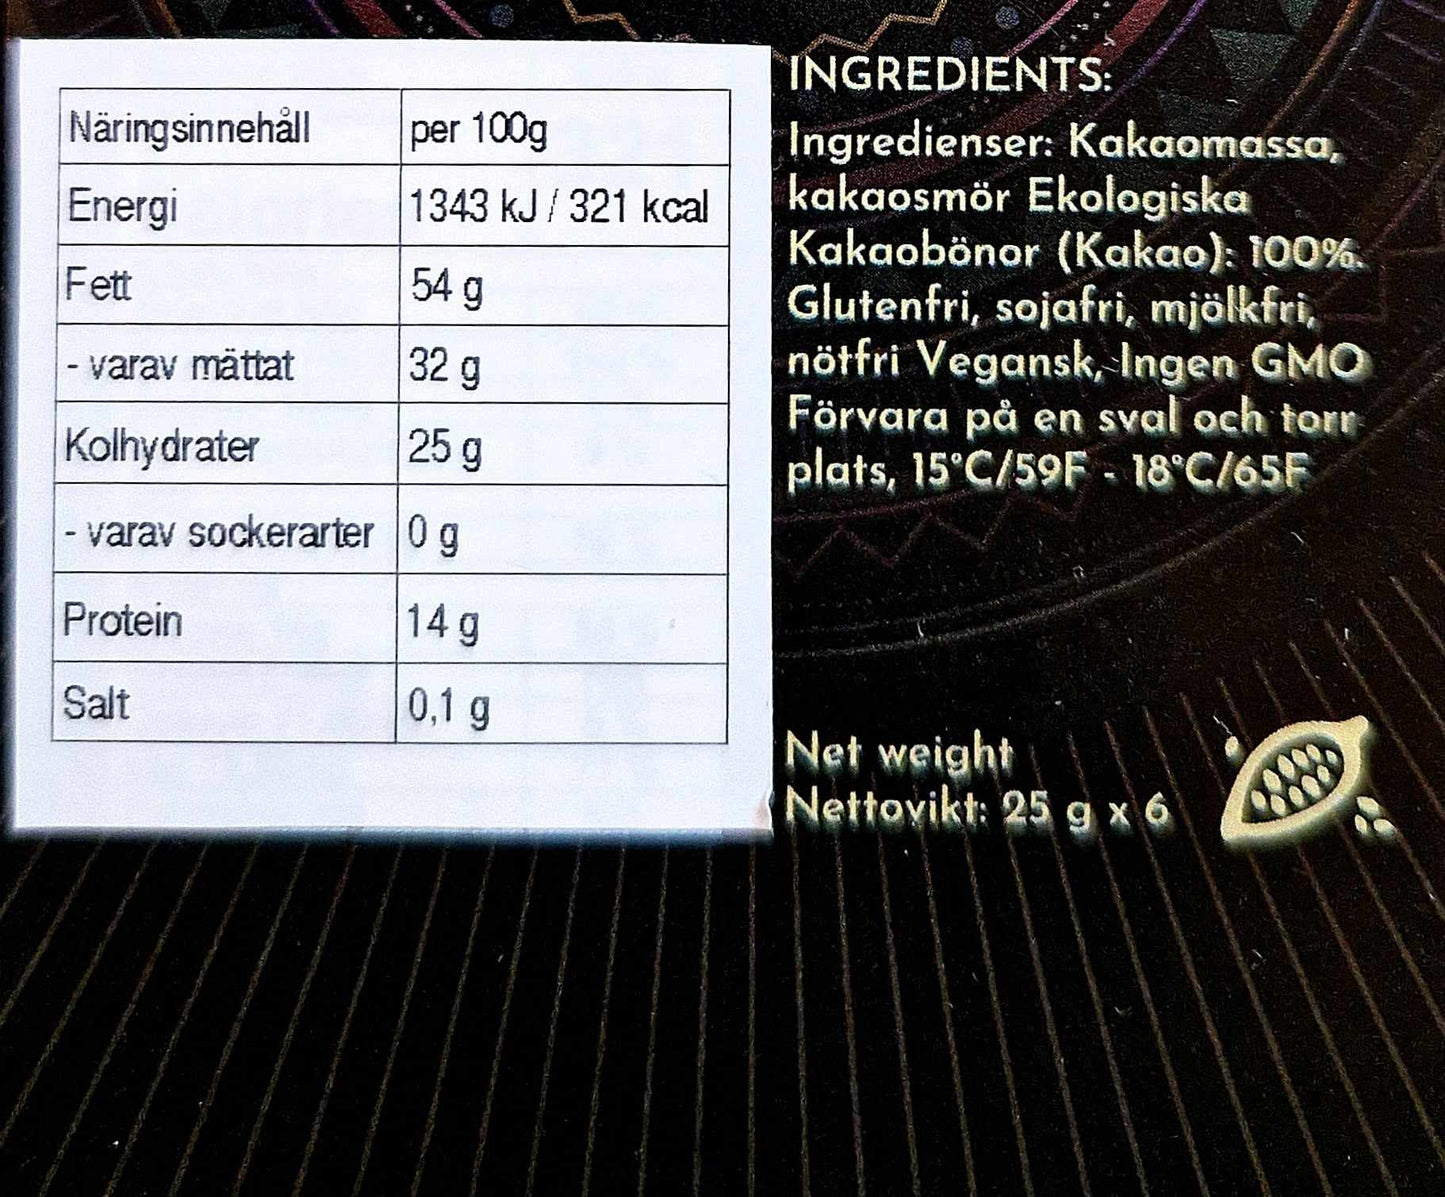 Näringsinnehåll per 100g
Energi 1343 kJ / 321 kcal
Fett 54 g
- varav mättat 32 g
Kolhydrater 25 g
- varav sockerarter 0 g
Protein 14 g
Salt 0,1 g
INGREDIENTS:
Ingredienser: Kakaomassa,
kakaosmör Ekologiska
Kakaobönor (Kakao): 100%.
Glutenfri, sojafri, mjölkfri,
nötfri Vegansk, Ingen GMO
Förvara på en sval och torr
plats, 15°C/59F - 18°C/65F
Net weight
Nettovikt: 25 g x 6